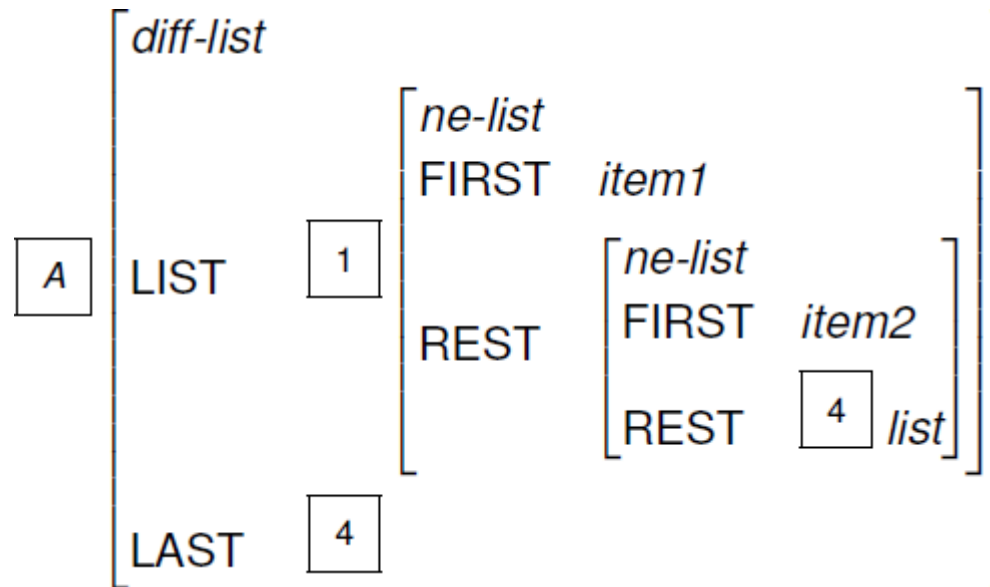 diff-list
ne-list
FIRST item1
A LIST 1
ne-list
FIRST item2
REST
REST 4 list
LAST 4